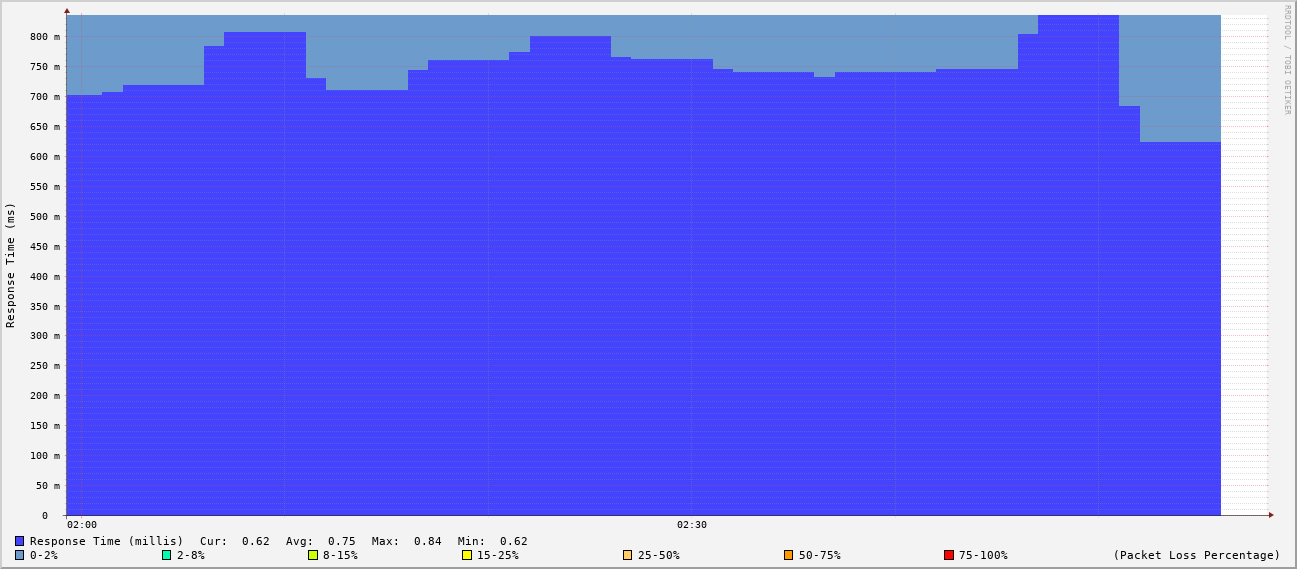 RRDTOOL / TOBI OETIKER
Response Time (ms)
800 m
750 m
700 m
650 m
600 m
550 m
500 m
450 m
400 m
350 m
300 m
250 m
200 m
150 m
100 m
50 m
0
02:00 02:30
Response Time (millis) Cur: 0.62 Avg: 0.75 Max: 0.84 Min: 0.62
0-2% 2-8% 8-15% 15-25% 25-50% 50-75% 75-100% (Packet Loss Percentage)